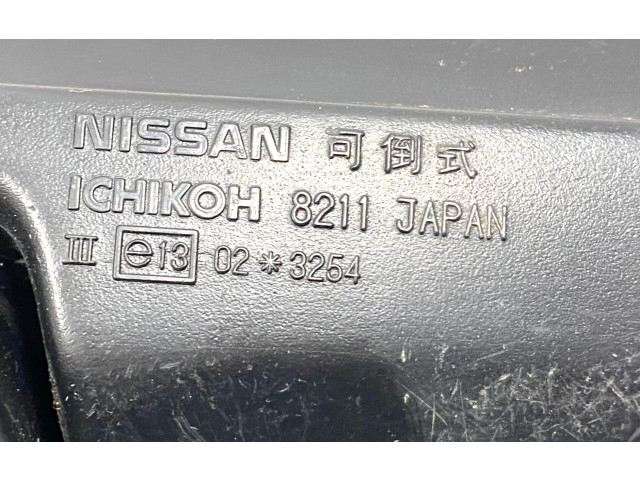 NISSAN 可倒式
ICHIKOH 8211 JAPAN
III e13 02*3254